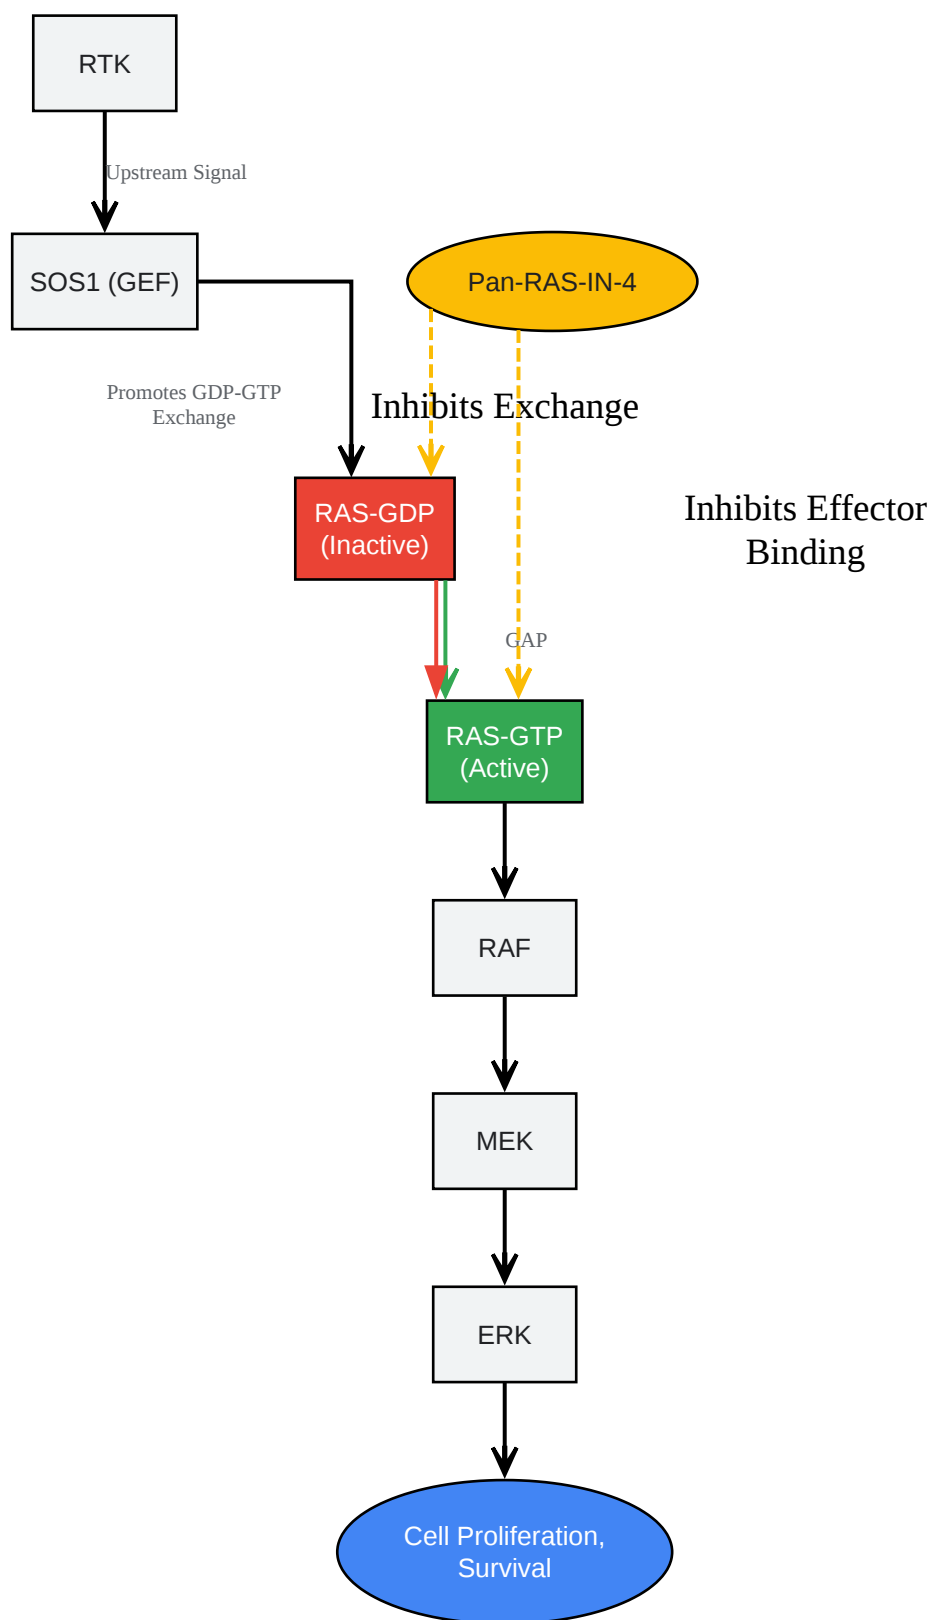 RTK
Upstream Signal
SOS1 (GEF)
Pan-RAS-IN-4
Promotes GDP-GTP
Exchange
Inhibits Exchange
RAS-GDP
(Inactive)
Inhibits Effector
Binding
GAP
RAS-GTP
(Active)
RAF
MEK
ERK
Cell Proliferation,
Survival